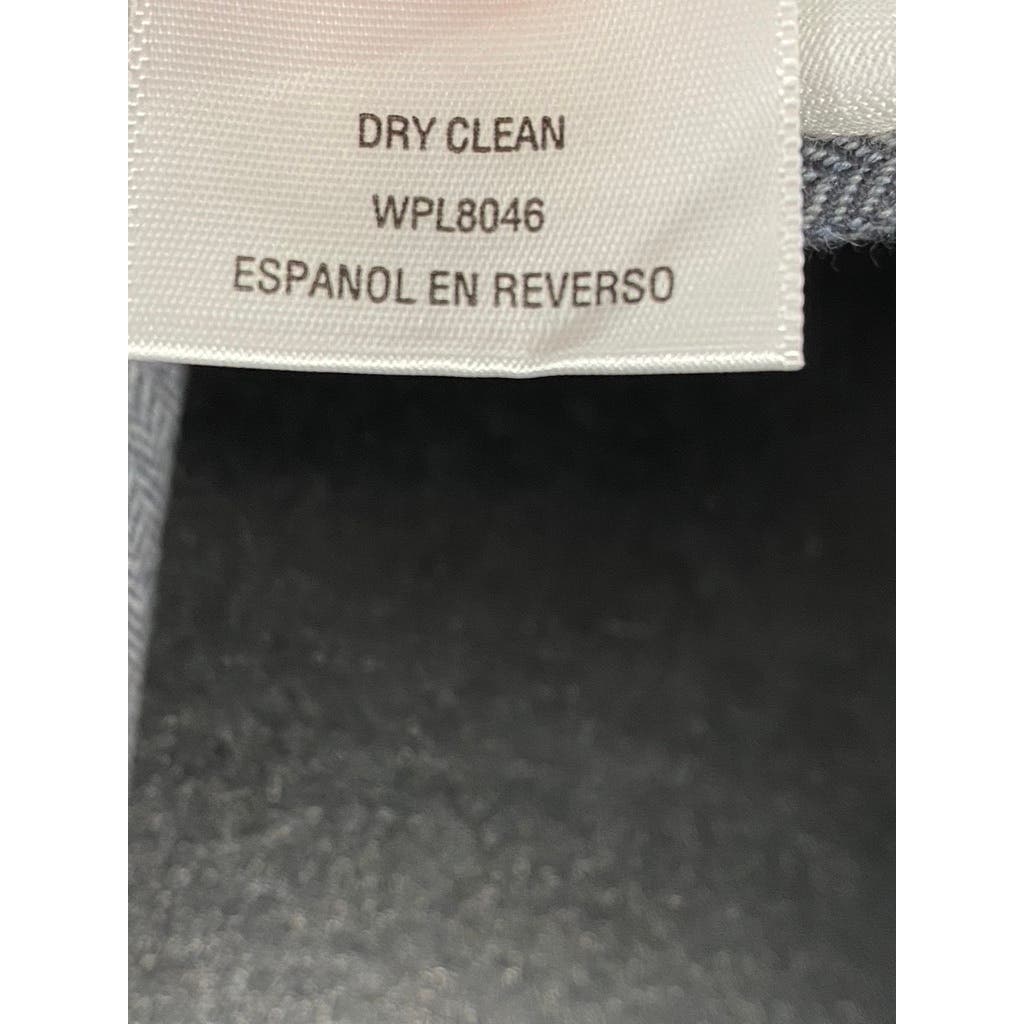 DRY CLEAN
WPL8046
ESPANOL EN REVERSO